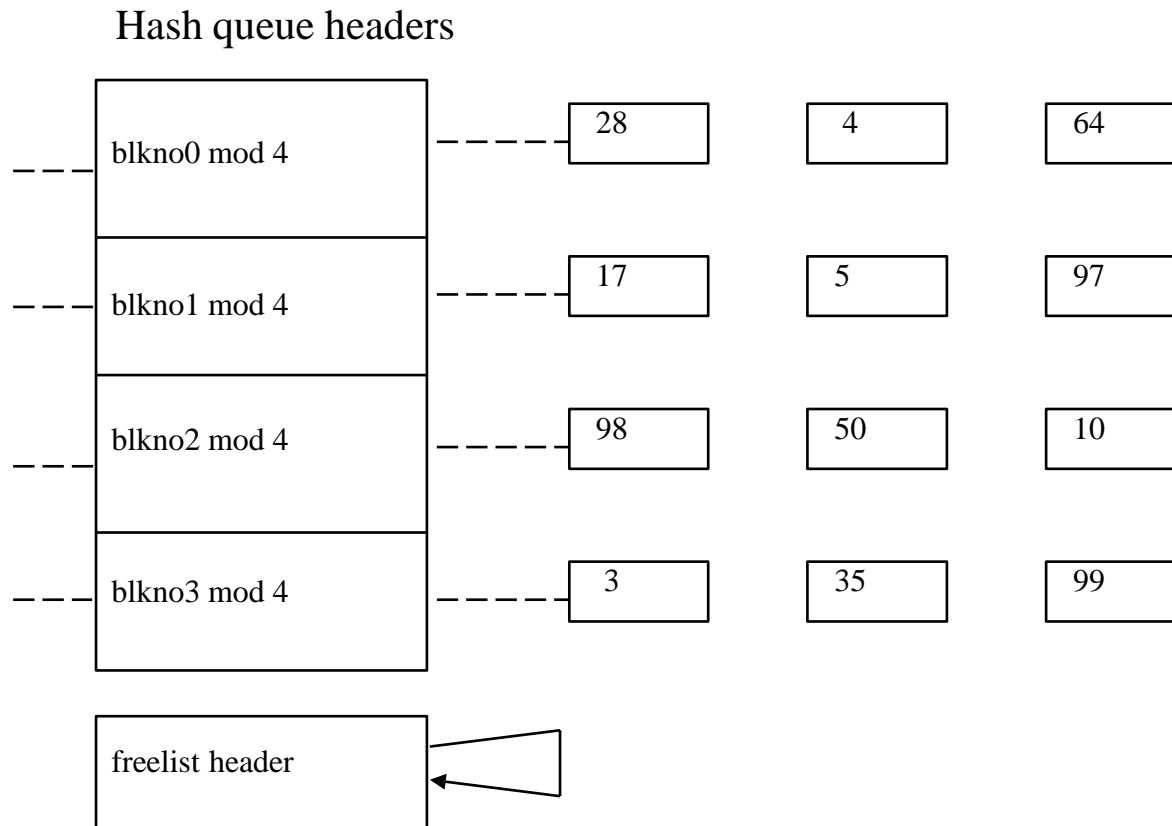 Hash queue headers
blkno0 mod 4
28 4 64
blkno1 mod 4
17 5 97
blkno2 mod 4
98 50 10
blkno3 mod 4
3 35 99
freelist header